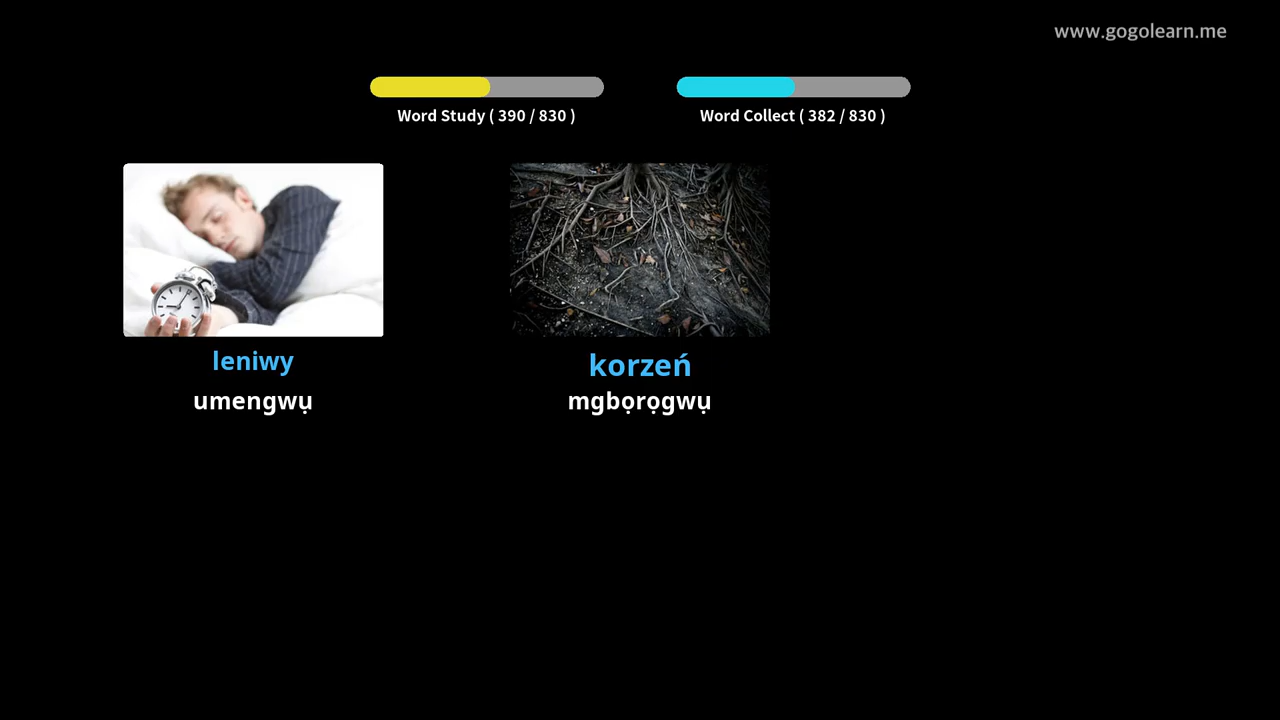 www.gogolearn.me
Word Study ( 390 / 830 )
Word Collect ( 382 / 830 )
leniwy
umengwụ
korzeń
mgbọrọgwụ